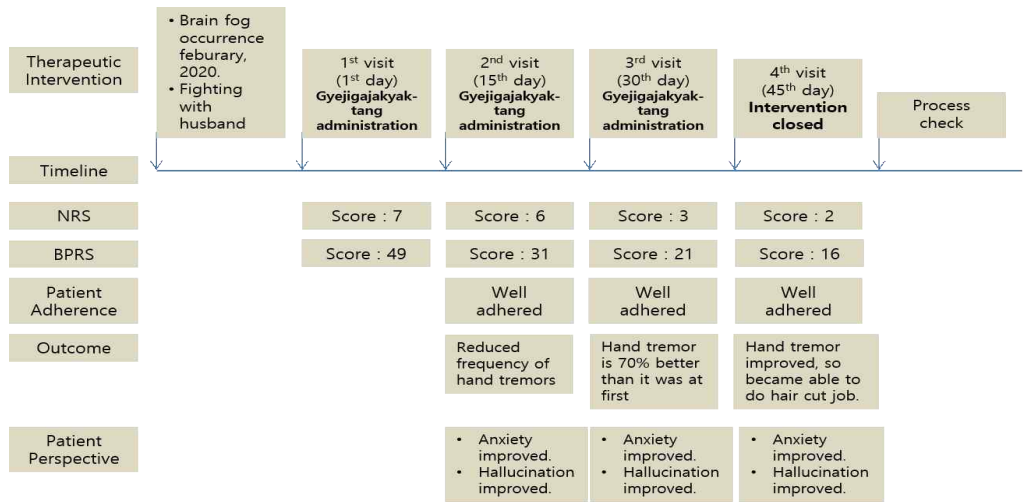 Therapeutic
Intervention
• Brain fog
occurrence
feburary,
2020.
• Fighting
with
husband
1st visit
(1st day)
Gyejigajakyak-
tang
administration
2nd visit
(15th day)
Gyejigajakyak-
tang
administration
3rd visit
(30th day)
Gyejigajakyak-
tang
administration
4th visit
(45th day)
Intervention
closed
Process
check
Timeline
NRS
Score : 7
Score : 6
Score : 3
Score : 2
BPRS
Score : 49
Score : 31
Score : 21
Score : 16
Patient
Adherence
Well
adhered
Well
adhered
Well
adhered
Outcome
Reduced
frequency of
hand tremors
Hand tremor
is 70% better
than it was at
first
Hand tremor
improved, so
became able to
do hair cut job.
Patient
Perspective
• Anxiety
improved.
• Hallucination
improved.
• Anxiety
improved.
• Hallucination
improved.
• Anxiety
improved.
• Hallucination
improved.